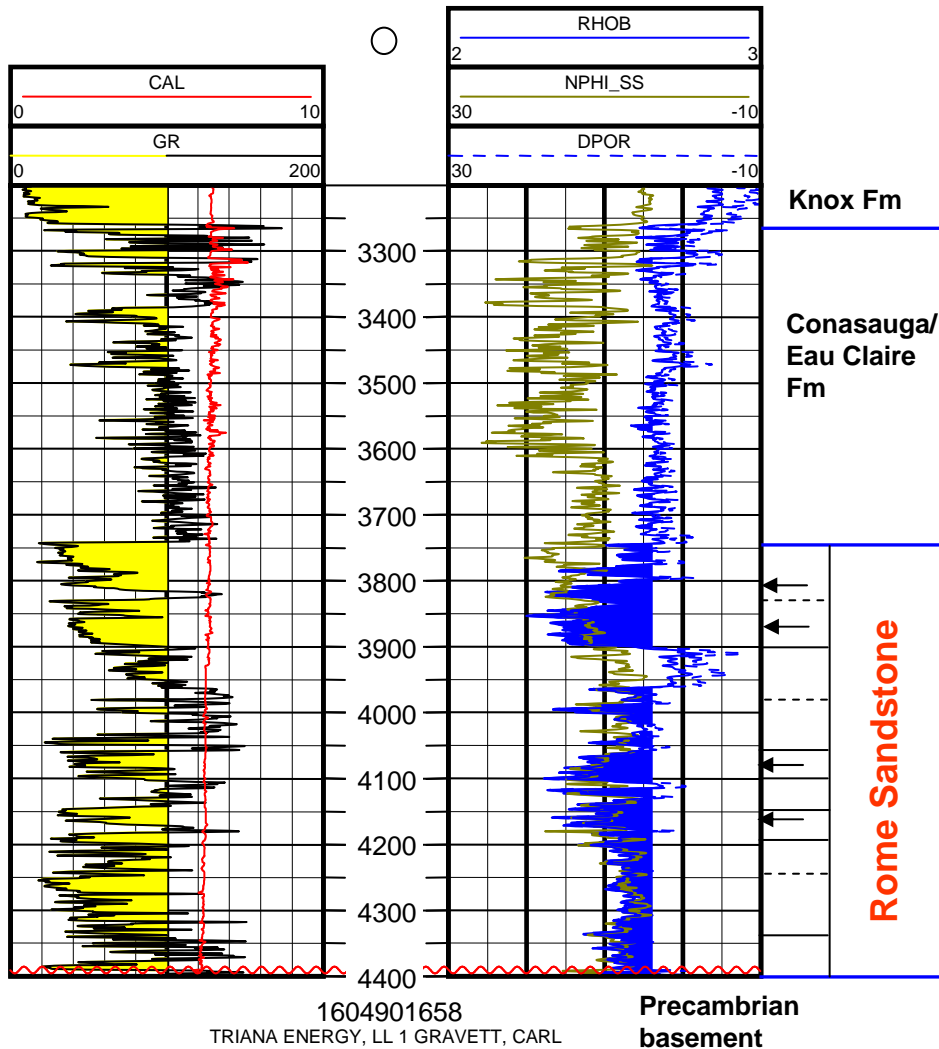 RHOB
2 3
CAL
0 10
NPHI_SS
30 -10
GR
0 200
DPOR
30 -10
Knox Fm
3300
3400
3500
3600
3700
3800
3900
4000
4100
4200
4300
4400
Conasauga/
Eau Claire
Fm
Rome Sandstone
1604901658
TRIANA ENERGY, LL 1 GRAVETT, CARL
Precambrian
basement